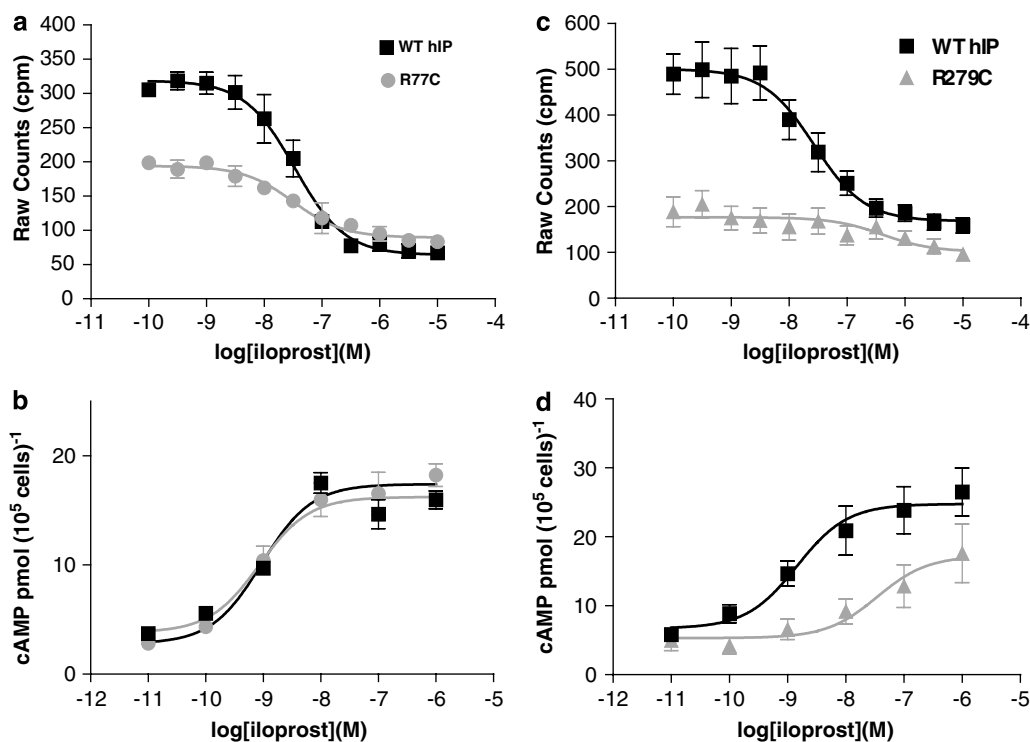 a
400
350
300
250
200
150
100
50
0
Raw Counts (cpm)
WT hIP
R77C
-11 -10 -9 -8 -7 -6 -5 -4
log[iloprost](M)
c
600
500
400
300
200
100
0
Raw Counts (cpm)
WT hIP
R279C
-11 -10 -9 -8 -7 -6 -5 -4
log[iloprost](M)
b
20
10
0
cAMP pmol (10⁵ cells)⁻¹
-12 -11 -10 -9 -8 -7 -6 -5
log[iloprost](M)
d
40
30
20
10
0
cAMP pmol (10⁵ cells)⁻¹
-12 -11 -10 -9 -8 -7 -6 -5
log[iloprost](M)